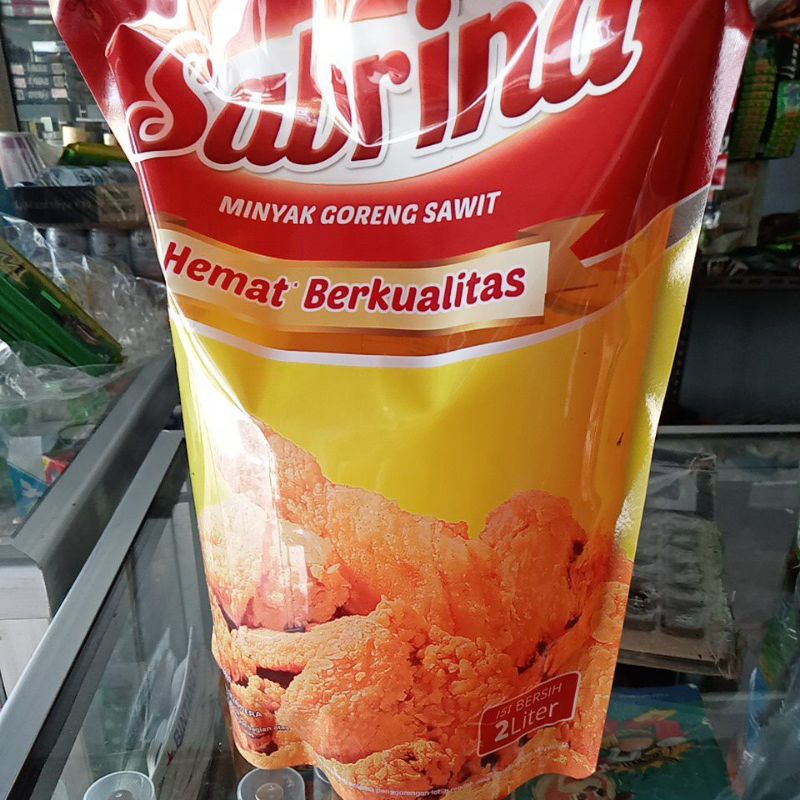 Sabrina
MINYAK GORENG SAWIT
Hemat* Berkualitas
ISI BERSIH
2Liter